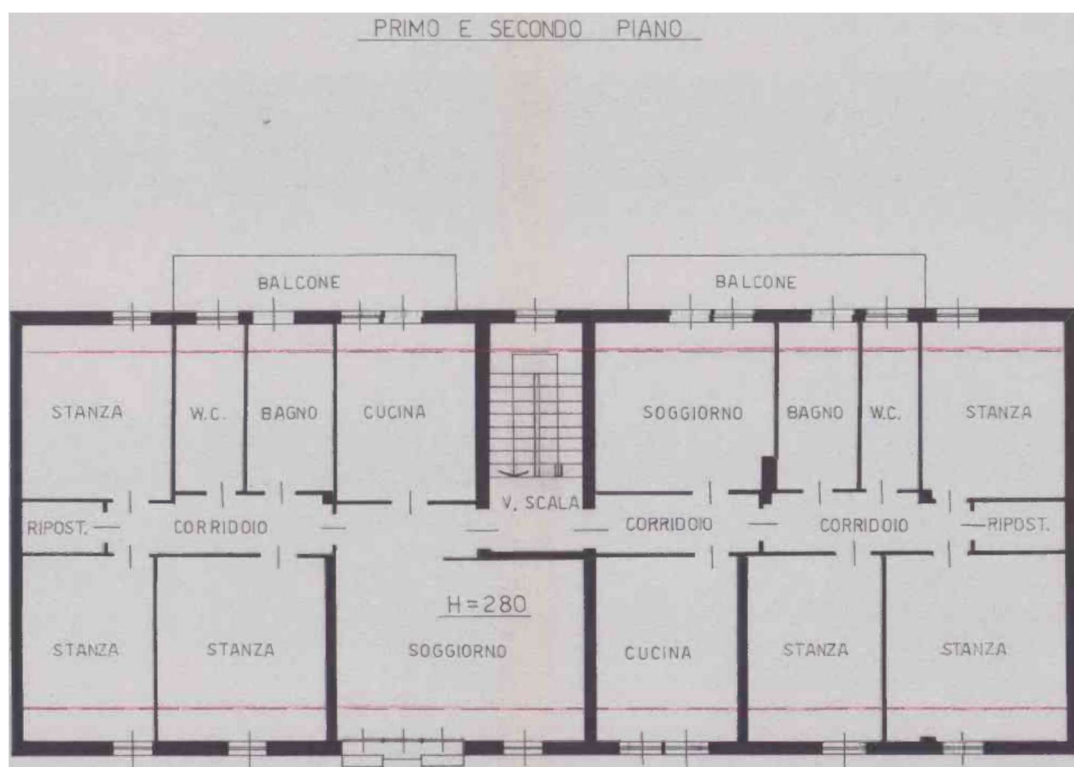 PRIMO E SECONDO PIANO
BALCONE BALCONE
STANZA W.C. BAGNO CUCINA SOGGIORNO BAGNO W.C. STANZA
RIPOST. CORRIDOIO V. SCALA CORRIDOIO CORRIDOIO RIPOST.
H=280
STANZA STANZA SOGGIORNO CUCINA STANZA STANZA